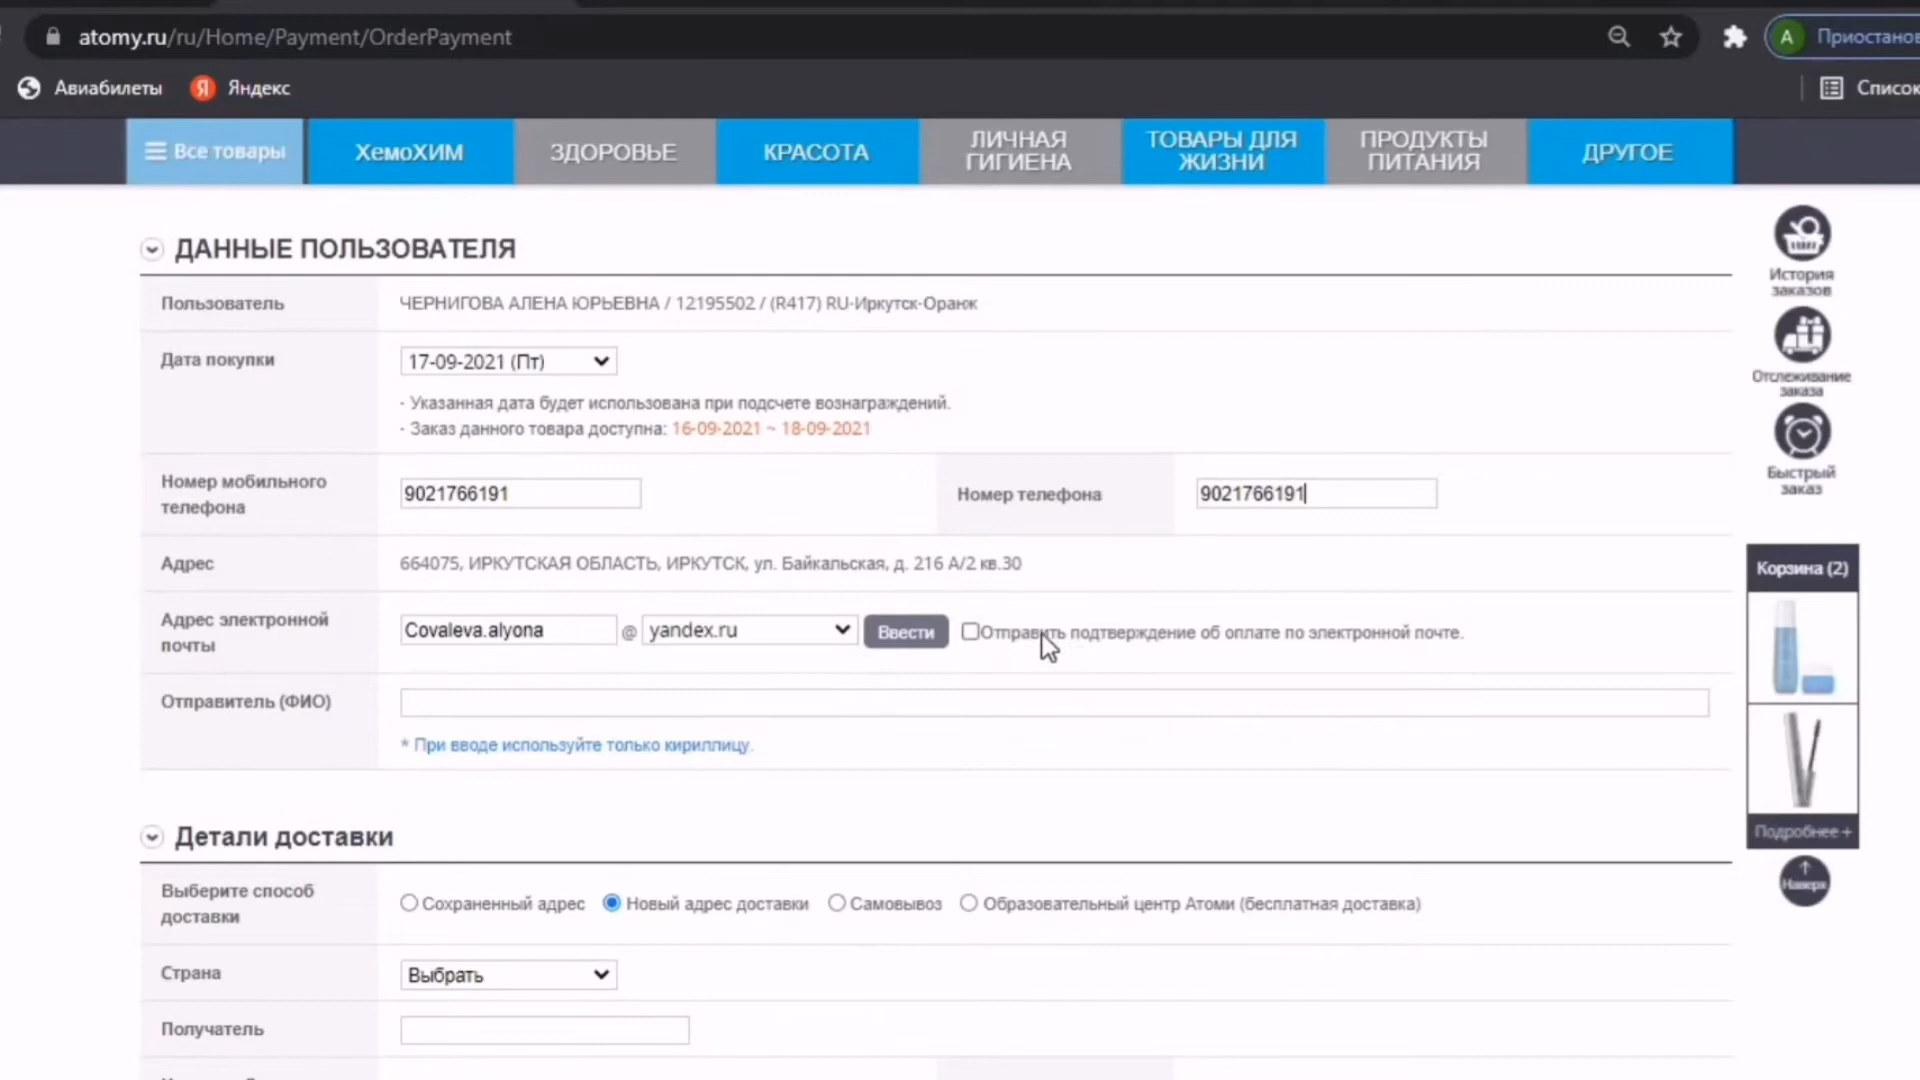 atomy.ru/ru/Home/Payment/OrderPayment
A Приостанов
Авиабилеты Я Яндекс
Список
Все товары ХемоХИМ ЗДОРОВЬЕ КРАСОТА ЛИЧНАЯ ГИГИЕНА ТОВАРЫ ДЛЯ ЖИЗНИ ПРОДУКТЫ ПИТАНИЯ ДРУГОЕ
ДАННЫЕ ПОЛЬЗОВАТЕЛЯ
Пользователь ЧЕРНИГОВА АЛЕНА ЮРЬЕВНА / 12195502 / (R417) RU-Иркутск-Оранж
Дата покупки 17-09-2021 (Пт)
- Указанная дата будет использована при подсчете вознаграждений.
- Заказ данного товара доступна: 16-09-2021 ~ 18-09-2021
Номер мобильного телефона 9021766191 Номер телефона 9021766191
Адрес 664075, ИРКУТСКАЯ ОБЛАСТЬ, ИРКУТСК, ул. Байкальская, д. 216 А/2 кв.30
Адрес электронной почты Covaleva.alyona @ yandex.ru Ввести Отправить подтверждение об оплате по электронной почте.
Отправитель (ФИО)
* При вводе используйте только кириллицу.
Детали доставки
Выберите способ доставки Сохраненный адрес Новый адрес доставки Самовывоз Образовательный центр Атоми (бесплатная доставка)
Страна Выбрать
Получатель
История
заказов
Отслеживание
заказа
Быстрый
заказ
Корзина (2)
Подробнее +
Наверх